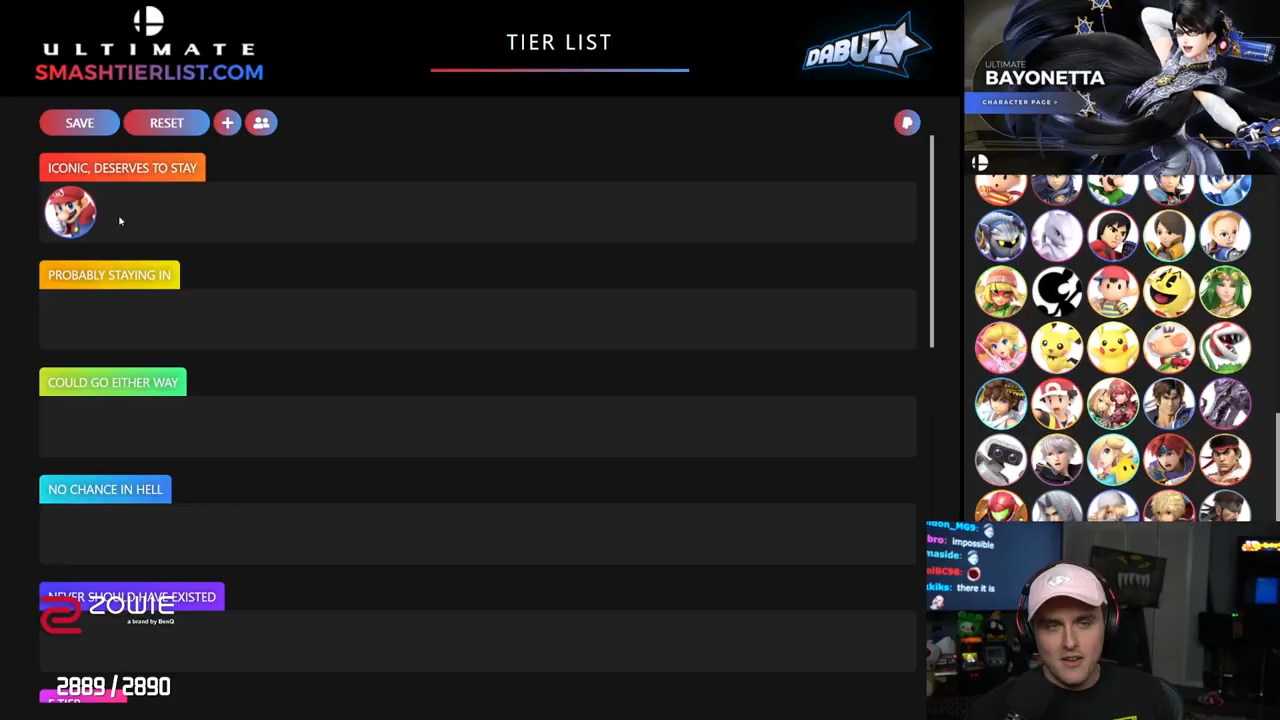 ULTIMATE
SMASHTIERLIST.COM
TIER LIST
DABUZ
ULTIMATE
BAYONETTA
CHARACTER PAGE >
SAVE
RESET
ICONIC, DESERVES TO STAY
PROBABLY STAYING IN
COULD GO EITHER WAY
NO CHANCE IN HELL
NEVER SHOULD HAVE EXISTED
ZOWIE
a brand by BenQ
2889 / 2890
bro: impossible
there it is